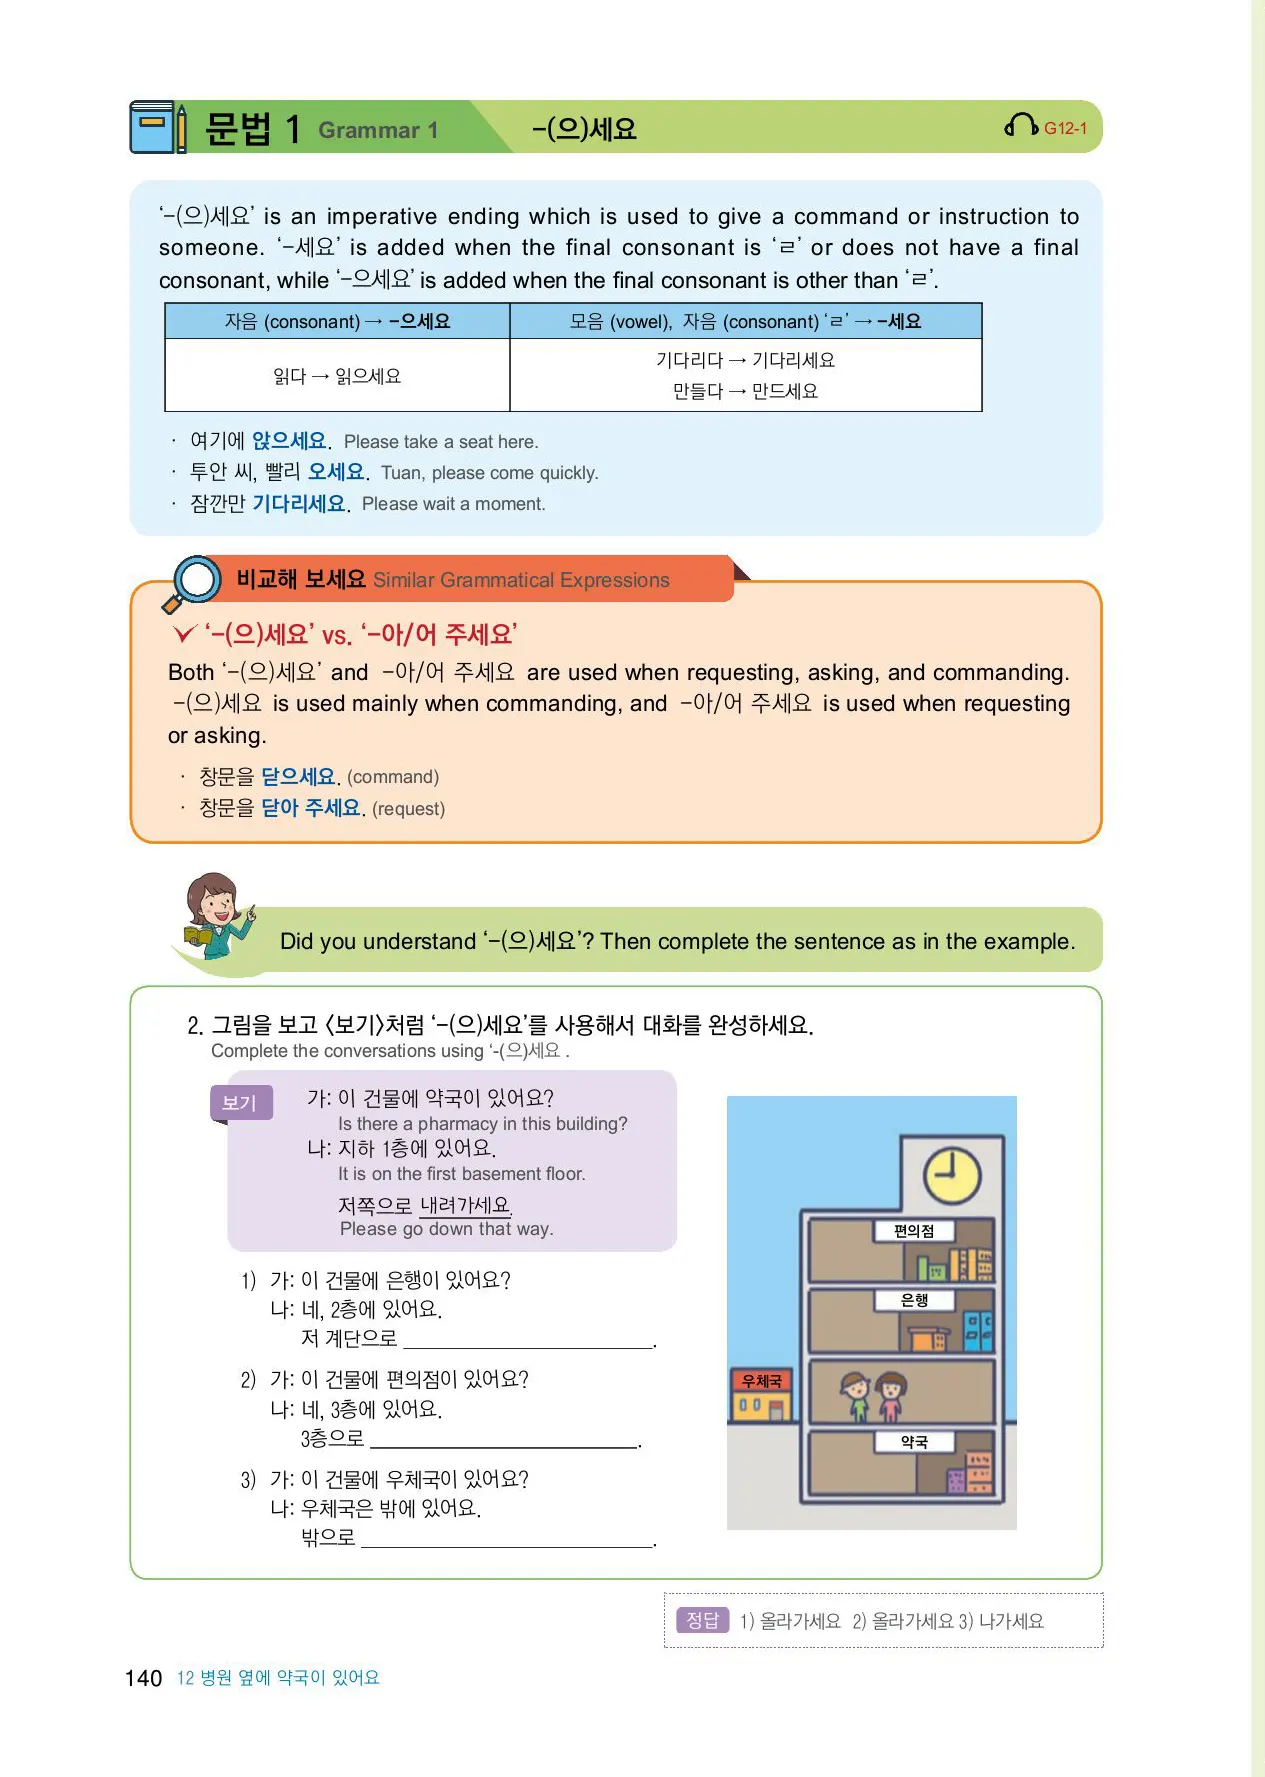 문법 1 Grammar 1 -(으)세요 G12-1
‘-(으)세요’ is an imperative ending which is used to give a command or instruction to
someone. ‘-세요’ is added when the final consonant is ‘ㄹ’ or does not have a final
consonant, while ‘-으세요’ is added when the final consonant is other than ‘ㄹ’.
자음 (consonant) → -으세요 모음 (vowel), 자음 (consonant) ‘ㄹ’ → -세요
읽다 → 읽으세요
기다리다 → 기다리세요
만들다 → 만드세요
· 여기에 앉으세요. Please take a seat here.
· 투안 씨, 빨리 오세요. Tuan, please come quickly.
· 잠깐만 기다리세요. Please wait a moment.
비교해 보세요 Similar Grammatical Expressions
‘-(으)세요’ vs. ‘-아/어 주세요’
Both ‘-(으)세요’ and -아/어 주세요 are used when requesting, asking, and commanding.
-(으)세요 is used mainly when commanding, and -아/어 주세요 is used when requesting
or asking.
· 창문을 닫으세요. (command)
· 창문을 닫아 주세요. (request)
Did you understand ‘-(으)세요’? Then complete the sentence as in the example.
2. 그림을 보고 <보기>처럼 ‘-(으)세요’를 사용해서 대화를 완성하세요.
Complete the conversations using ‘-(으)세요 .
보기
가: 이 건물에 약국이 있어요?
Is there a pharmacy in this building?
나: 지하 1층에 있어요.
It is on the first basement floor.
저쪽으로 내려가세요.
Please go down that way.
1) 가: 이 건물에 은행이 있어요?
나: 네, 2층에 있어요.
저 계단으로 ____________________.
2) 가: 이 건물에 편의점이 있어요?
나: 네, 3층에 있어요.
3층으로 ____________________.
3) 가: 이 건물에 우체국이 있어요?
나: 우체국은 밖에 있어요.
밖으로 ____________________.
편의점
은행
우체국
약국
정답 1) 올라가세요 2) 올라가세요 3) 나가세요
140 12 병원 옆에 약국이 있어요